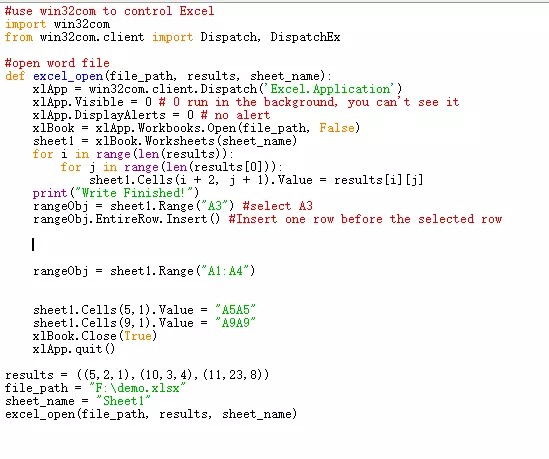 #use win32com to control Excel
import win32com
from win32com.client import Dispatch, DispatchEx
#open word file
def excel_open(file_path, results, sheet_name):
    xlApp = win32com.client.Dispatch('Excel.Application')
    xlApp.Visible = 0 # 0 run in the background, you can't see it
    xlApp.DisplayAlerts = 0 # no alert
    xlBook = xlApp.Workbooks.Open(file_path, False)
    sheet1 = xlBook.Worksheets(sheet_name)
    for i in range(len(results)):
        for j in range(len(results[0])):
            sheet1.Cells(i + 2, j + 1).Value = results[i][j]
    print("Write Finished!")
    rangeObj = sheet1.Range("A3") #select A3
    rangeObj.EntireRow.Insert() #Insert one row before the selected row
    rangeObj = sheet1.Range("A1:A4")
    sheet1.Cells(5,1).Value = "A5A5"
    sheet1.Cells(9,1).Value = "A9A9"
    xlBook.Close(True)
    xlApp.quit()
results = ((5,2,1),(10,3,4),(11,23,8))
file_path = "F:\demo.xlsx"
sheet_name = "Sheet1"
excel_open(file_path, results, sheet_name)